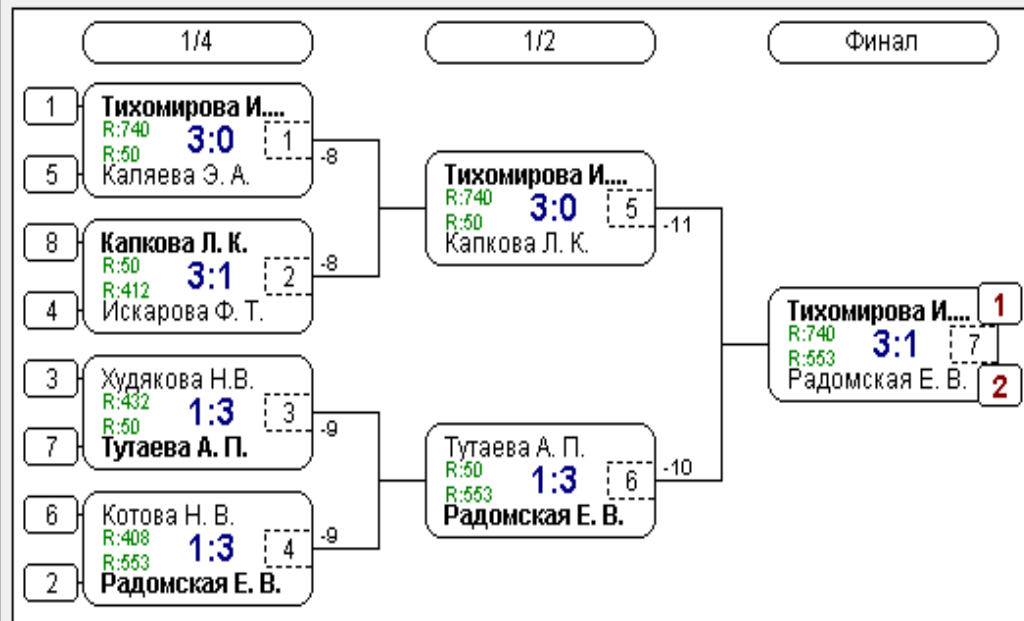 1/4
1/2
Финал
1
Тихомирова И....
R:740
3:0
1
R:50
5
Каляева Э. А.
-8
8
Капкова Л. К.
R:50
3:1
2
R:412
4
Искарова Ф. Т.
-8
3
Худякова Н.В.
R:432
1:3
3
R:50
7
Тутаева А. П.
-9
6
Котова Н. В.
R:408
1:3
4
R:553
2
Радомская Е. В.
-9
Тихомирова И....
R:740
3:0
5
R:50
Капкова Л. К.
-11
Тутаева А. П.
R:50
1:3
6
R:553
Радомская Е. В.
-10
Тихомирова И....
1
R:740
3:1
7
R:553
Радомская Е. В.
2